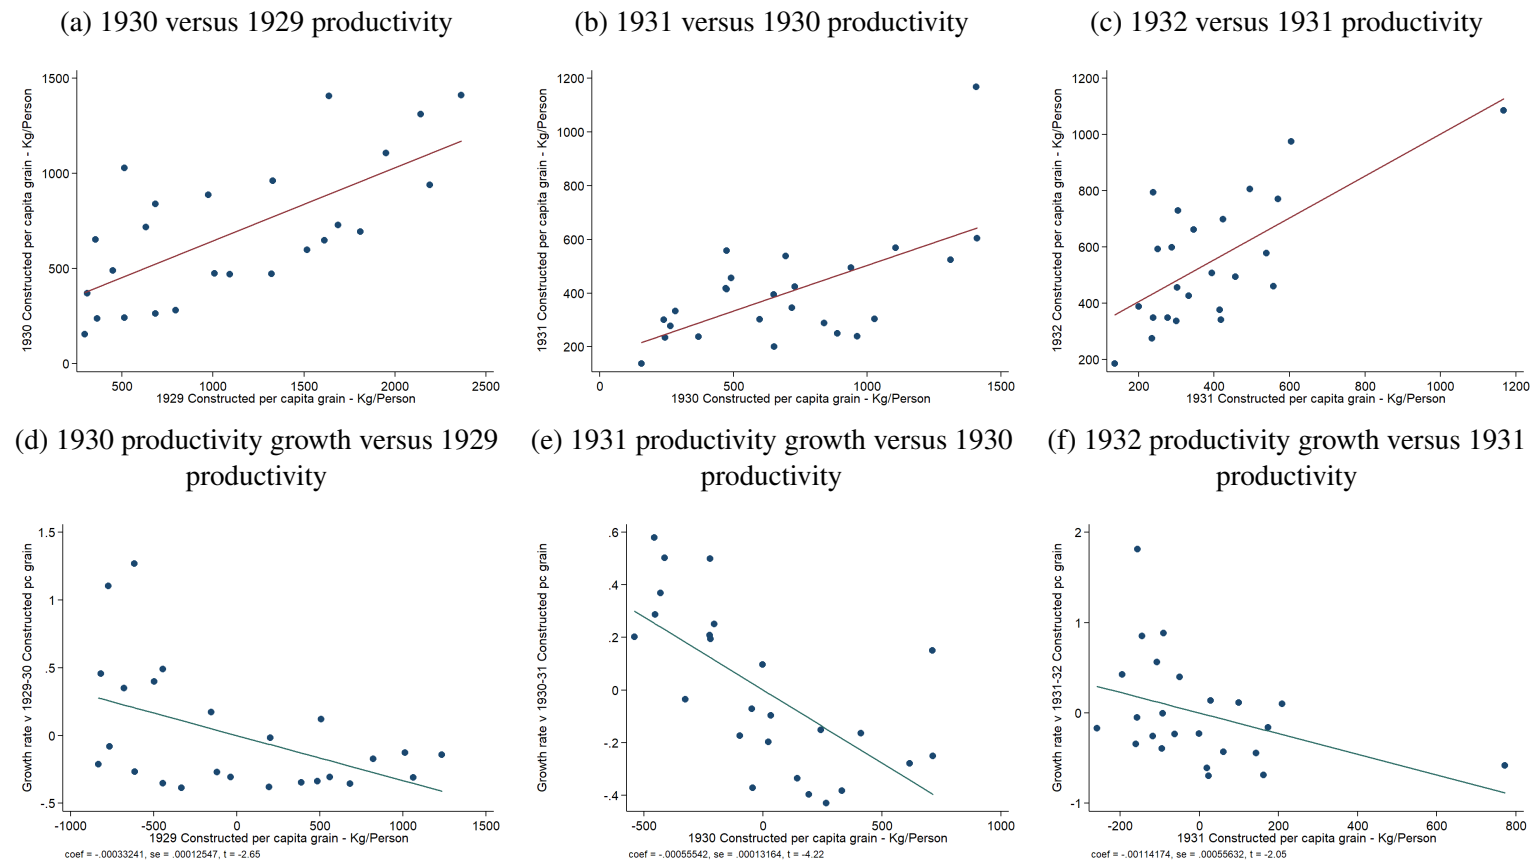 (a) 1930 versus 1929 productivity
1930 Constructed per capita grain - Kg/Person
1500
1000
500
0
500 1000 1500 2000 2500
1929 Constructed per capita grain - Kg/Person
(b) 1931 versus 1930 productivity
1931 Constructed per capita grain - Kg/Person
1200
1000
800
600
400
200
0 500 1000 1500
1930 Constructed per capita grain - Kg/Person
(c) 1932 versus 1931 productivity
1932 Constructed per capita grain - Kg/Person
1200
1000
800
600
400
200
200 400 600 800 1000 1200
1931 Constructed per capita grain - Kg/Person
(d) 1930 productivity growth versus 1929
productivity
Growth rate v 1929-30 Constructed pc grain
1.5
1
.5
0
-.5
-1000 -500 0 500 1000 1500
1929 Constructed per capita grain - Kg/Person
coef = -.00033241, se = .00012547, t = -2.65
(e) 1931 productivity growth versus 1930
productivity
Growth rate v 1930-31 Constructed pc grain
.6
.4
.2
0
-.2
-.4
-500 0 500 1000
1930 Constructed per capita grain - Kg/Person
coef = -.00055542, se = .00013164, t = -4.22
(f) 1932 productivity growth versus 1931
productivity
Growth rate v 1931-32 Constructed pc grain
2
1
0
-1
-200 0 200 400 600 800
1931 Constructed per capita grain - Kg/Person
coef = -.00114174, se = .00055632, t = -2.05